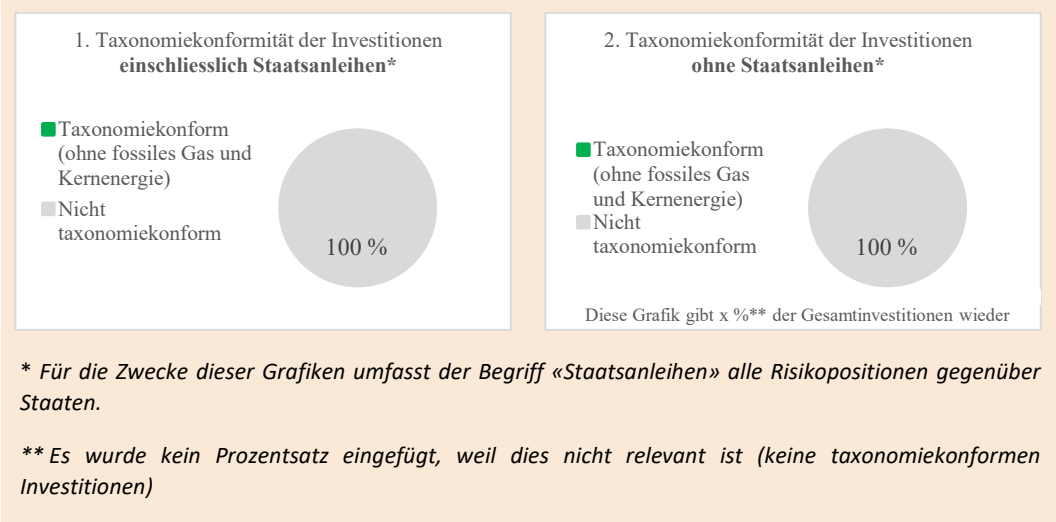 1. Taxonomiekonformität der Investitionen
einschliesslich Staatsanleihen*
Taxonomiekonform
(ohne fossiles Gas und
Kernenergie)
Nicht
taxonomiekonform
100 %
2. Taxonomiekonformität der Investitionen
ohne Staatsanleihen*
Taxonomiekonform
(ohne fossiles Gas
und Kernenergie)
Nicht
taxonomiekonform
100 %
Diese Grafik gibt x %** der Gesamtinvestitionen wieder
* Für die Zwecke dieser Grafiken umfasst der Begriff «Staatsanleihen» alle Risikopositionen gegenüber
Staaten.
** Es wurde kein Prozentsatz eingefügt, weil dies nicht relevant ist (keine taxonomiekonformen
Investitionen)